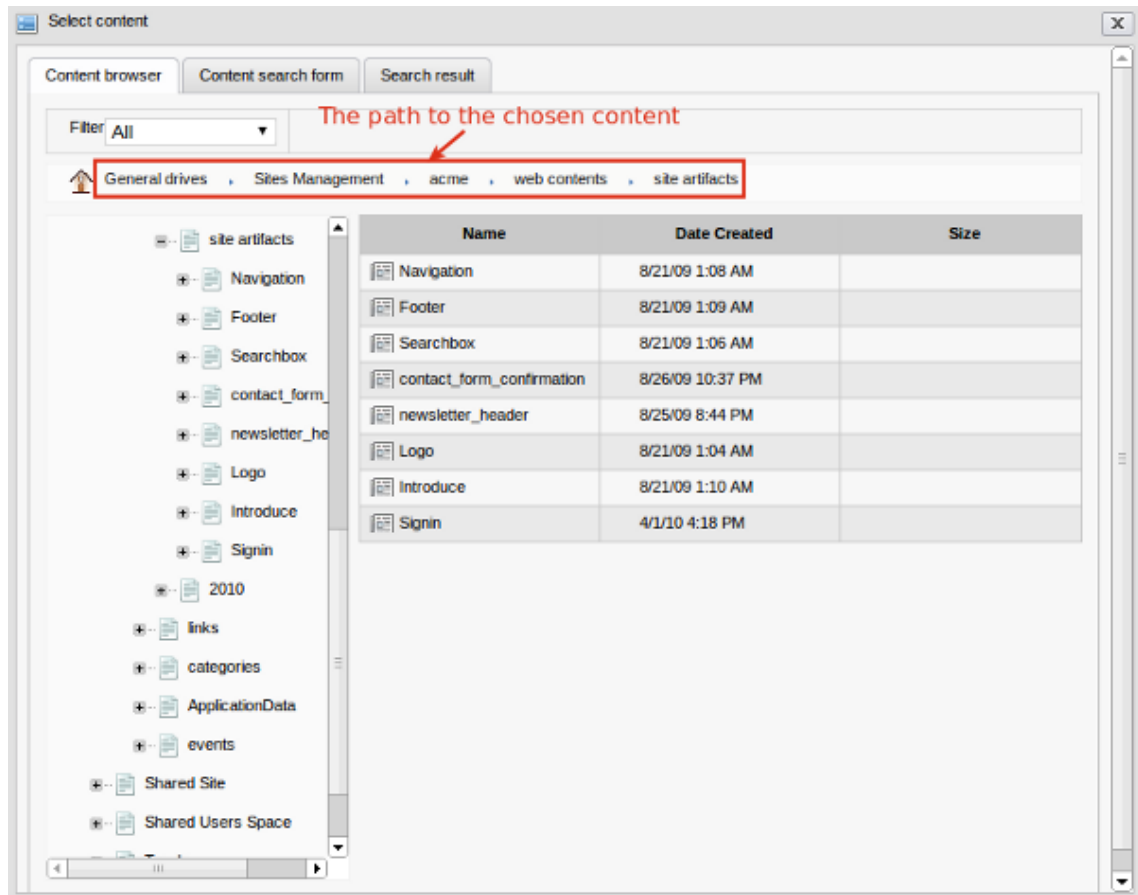 Select content
Content browser Content search form Search result
The path to the chosen content
Filter All
General drives Sites Management acme web contents site artifacts
site artifacts
Navigation
Footer
Searchbox
contact_form_
newsletter_he
Logo
Introduce
Signin
2010
links
categories
ApplicationData
events
Shared Site
Shared Users Space
Name Date Created Size
Navigation 8/21/09 1:08 AM
Footer 8/21/09 1:09 AM
Searchbox 8/21/09 1:06 AM
contact_form_confirmation 8/26/09 10:37 PM
newsletter_header 8/25/09 8:44 PM
Logo 8/21/09 1:04 AM
Introduce 8/21/09 1:10 AM
Signin 4/1/10 4:18 PM